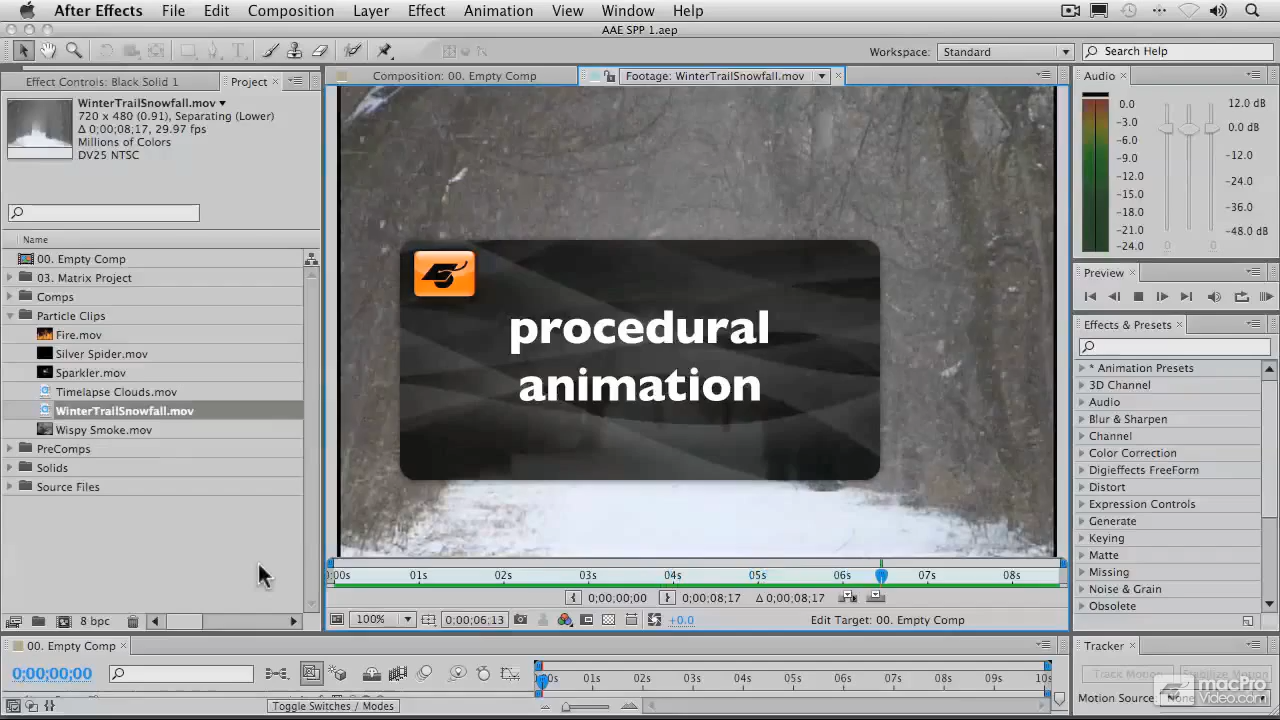 After Effects File Edit Composition Layer Effect Animation View Window Help
AAE SPP 1.aep
Workspace: Standard Search Help
Effect Controls: Black Solid 1 Project
WinterTrailSnowfall.mov
720 x 480 (0.91), Separating (Lower)
Δ 0;00;08;17, 29.97 fps
Millions of Colors
DV25 NTSC
Name
00. Empty Comp
03. Matrix Project
Comps
Particle Clips
Fire.mov
Silver Spider.mov
Sparkler.mov
Timelapse Clouds.mov
WinterTrailSnowfall.mov
Wispy Smoke.mov
PreComps
Solids
Source Files
8 bpc
Composition: 00. Empty Comp Footage: WinterTrailSnowfall.mov
procedural
animation
0:00s 01s 02s 03s 04s 05s 06s 07s 08s
0;00;00;00 0;00;08;17 Δ 0;00;08;17
100% 0;00;06;13 +0.0 Edit Target: 00. Empty Comp
Audio
0.0 12.0 dB
-3.0 0.0 dB
-6.0
-9.0 -12.0
-12.0
-15.0 -24.0
-18.0 -36.0
-21.0
-24.0 -48.0 dB
0 0
Preview
Effects & Presets
* Animation Presets
3D Channel
Audio
Blur & Sharpen
Channel
Color Correction
Digieffects FreeForm
Distort
Expression Controls
Generate
Keying
Matte
Missing
Noise & Grain
Obsolete
00. Empty Comp
0;00;00;00
00s 01s 02s 03s 04s 05s 06s 07s 08s 09s 10s
Toggle Switches / Modes
Tracker
Track Motion Stabilize Motion
Motion Source: None
macPro
Video.com